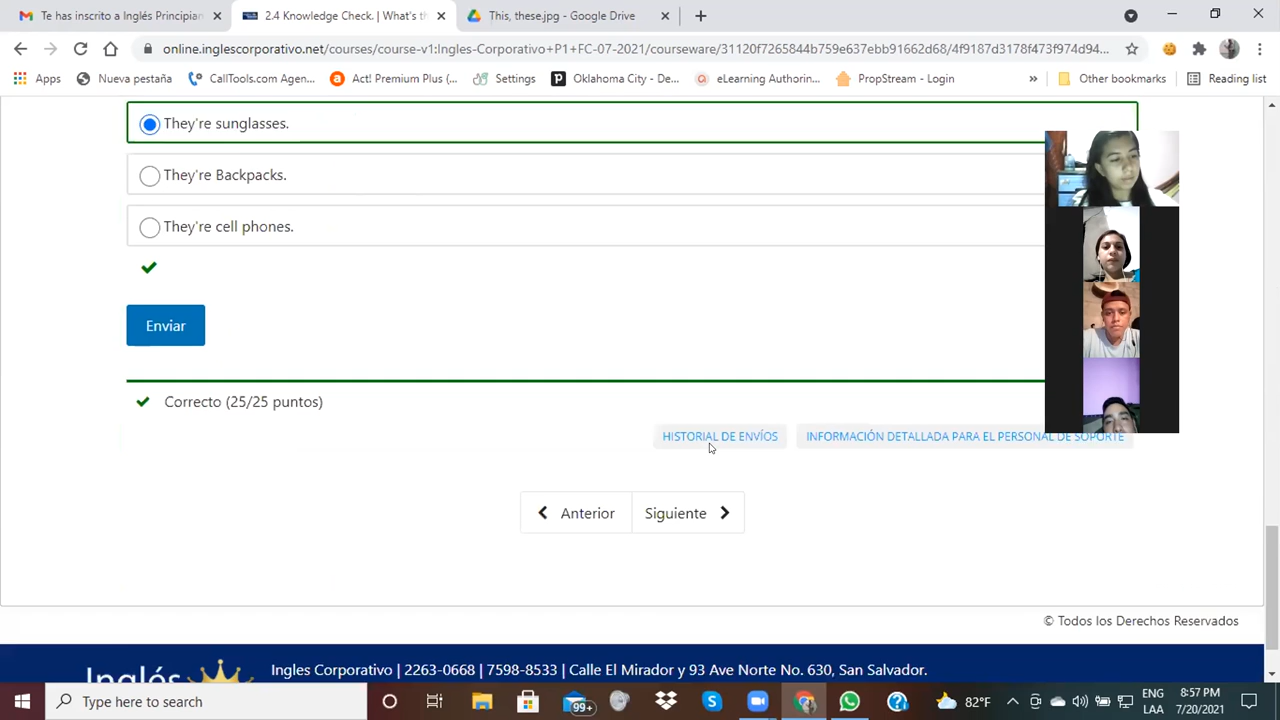 Te has inscrito a Inglés Principian
2.4 Knowledge Check. | What's th
This, these.jpg - Google Drive
online.inglescorporativo.net/courses/course-v1:Ingles-Corporativo+P1+FC-07-2021/courseware/31120f7265844b759e637ebb91662d68/4f9187d3178f473f974d94...
Apps
Nueva pestaña
CallTools.com Agen...
Act! Premium Plus (...
Settings
Oklahoma City - De...
eLearning Authorin...
PropStream - Login
»
Other bookmarks
Reading list
They're sunglasses.
They're Backpacks.
They're cell phones.
Enviar
Correcto (25/25 puntos)
HISTORIAL DE ENVÍOS
INFORMACIÓN DETALLADA PARA EL PERSONAL DE SOPORTE
Anterior
Siguiente
© Todos los Derechos Reservados
Inglés
Ingles Corporativo | 2263-0668 | 7598-8533 | Calle El Mirador y 93 Ave Norte No. 630, San Salvador.
Type here to search
99+
82°F
ENG
LAA
8:57 PM
7/20/2021